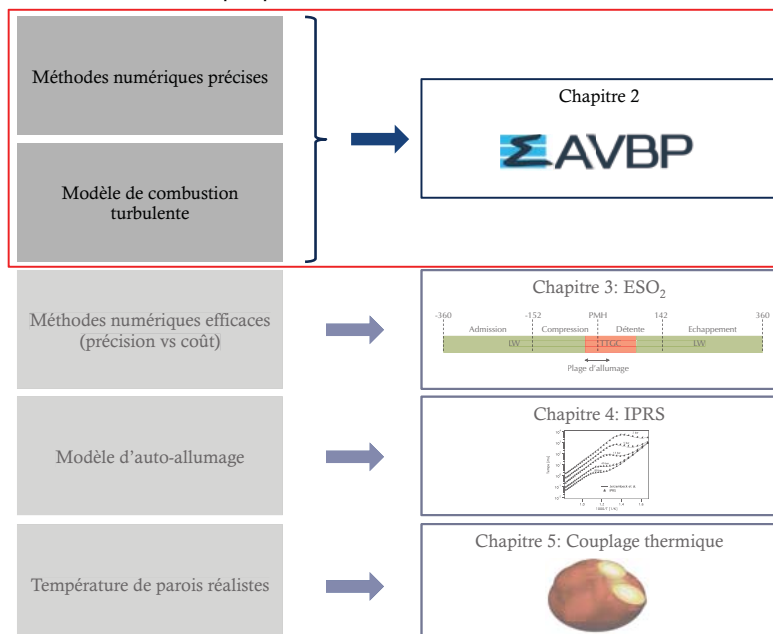 Méthodes numériques précises
Modèle de combustion
turbulente
Chapitre 2
AVBP
Méthodes numériques efficaces
(précision vs coût)
Chapitre 3: ESO₂
-360 -152 PMH 142 360
Admission Compression Détente Echappement
LW TTGC LW
Plage d'allumage
Modèle d'auto-allumage
Chapitre 4: IPRS
1000/T [1/K]
Température de parois réalistes
Chapitre 5: Couplage thermique